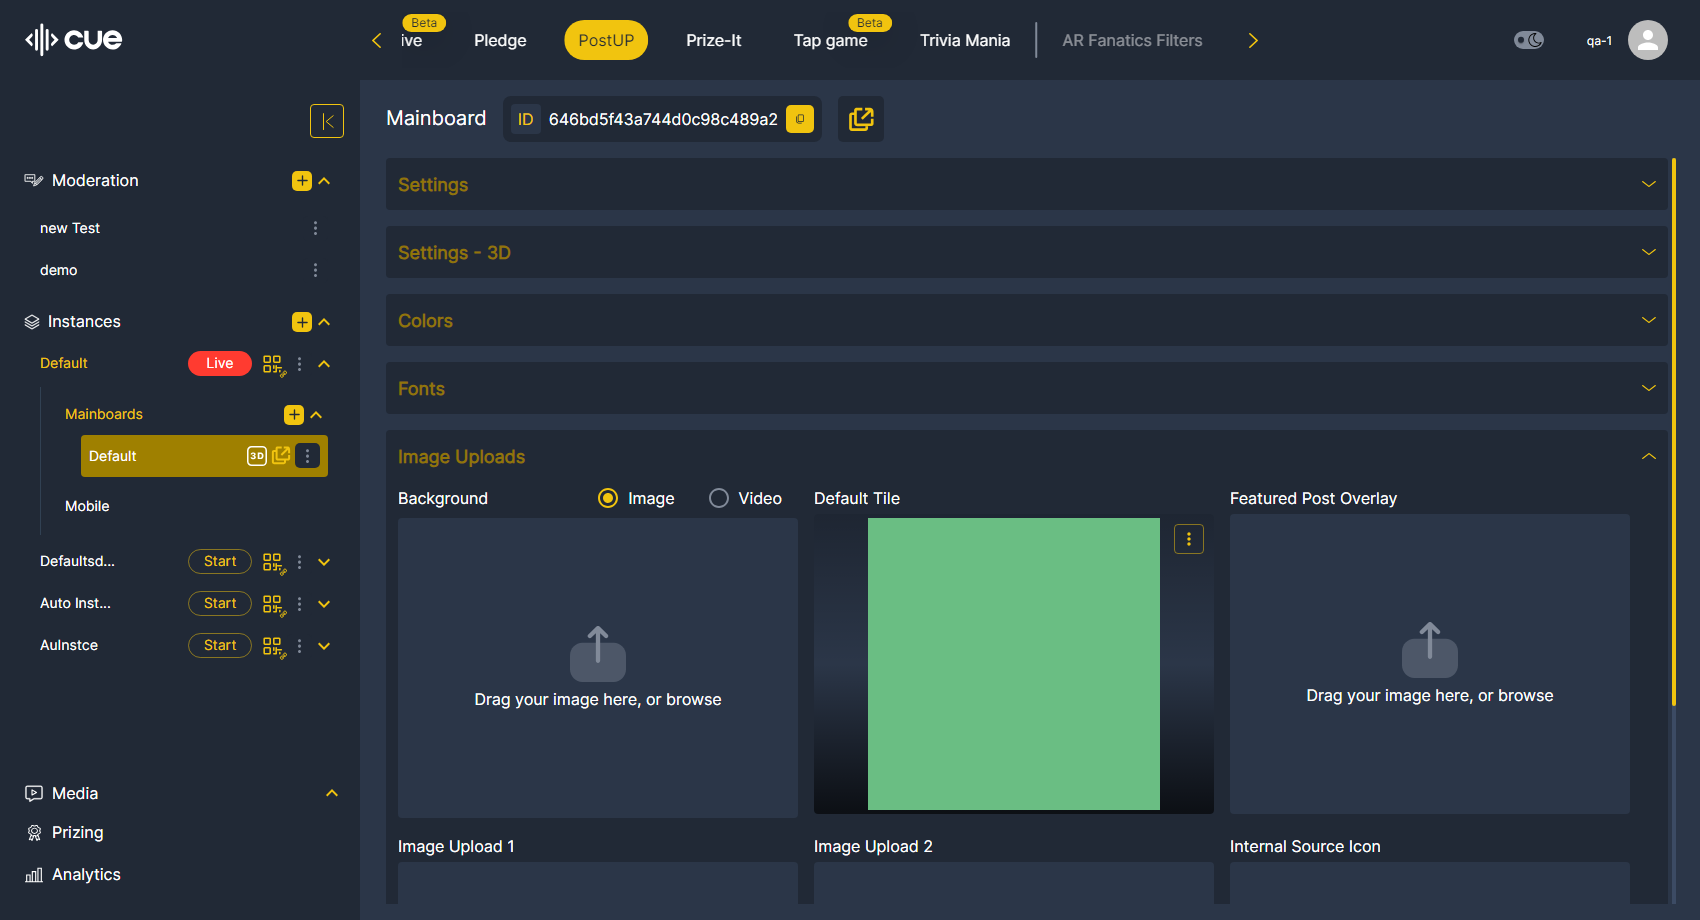 cue
Beta
ive
Pledge
PostUP
Prize-It
Beta
Tap game
Trivia Mania
AR Fanatics Filters
qa-1
Moderation
new Test
demo
Instances
Default
Live
Mainboards
Default
3D
Mobile
Defaultsd...
Start
Auto Inst...
Start
AuInstce
Start
Media
Prizing
Analytics
Mainboard
ID
646bd5f43a744d0c98c489a2
Settings
Settings - 3D
Colors
Fonts
Image Uploads
Background
Image
Video
Default Tile
Featured Post Overlay
Drag your image here, or browse
Drag your image here, or browse
Image Upload 1
Image Upload 2
Internal Source Icon